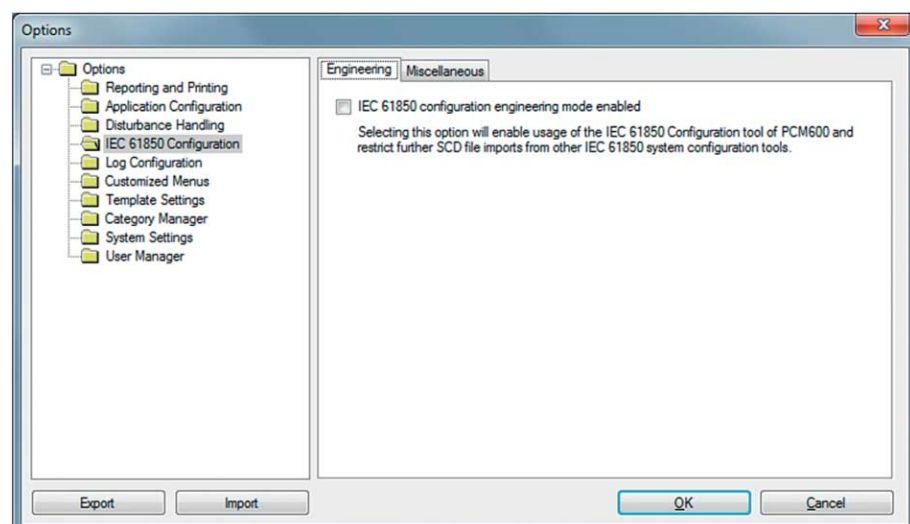 Options
Options
Reporting and Printing
Application Configuration
Disturbance Handling
IEC 61850 Configuration
Log Configuration
Customized Menus
Template Settings
Category Manager
System Settings
User Manager
Engineering
Miscellaneous
IEC 61850 configuration engineering mode enabled
Selecting this option will enable usage of the IEC 61850 Configuration tool of PCM600 and
restrict further SCD file imports from other IEC 61850 system configuration tools.
Export
Import
OK
Cancel